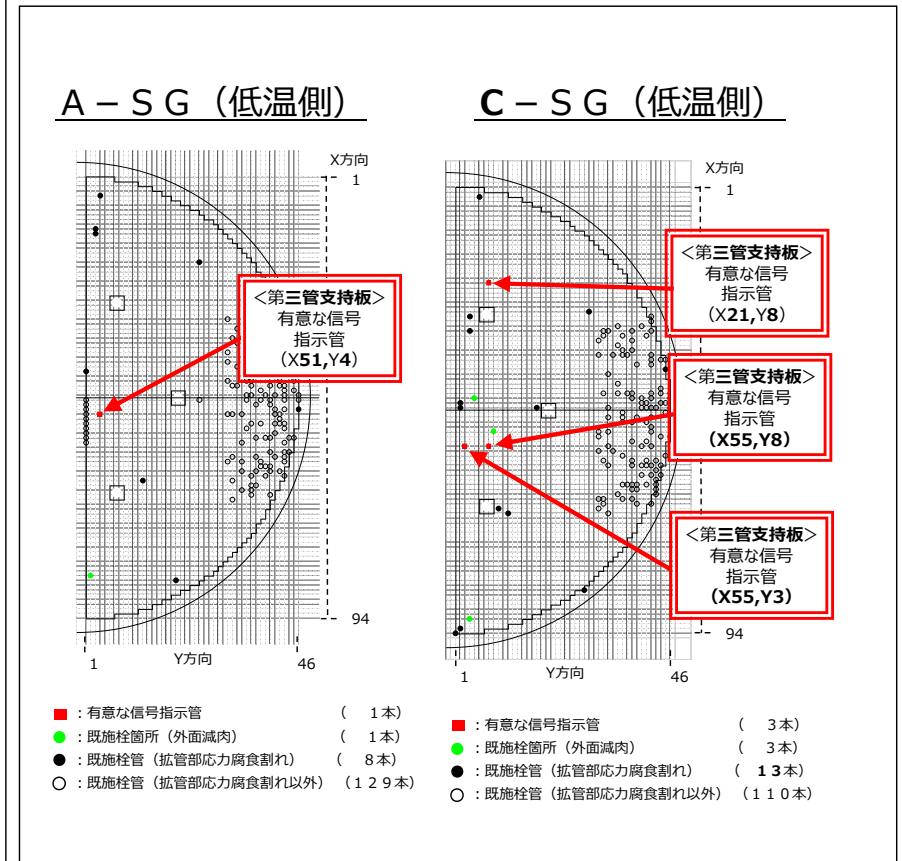 A－SG（低温側）
X方向
1
＜第三管支持板＞
有意な信号
指示管
（X51,Y4）
94
1
Y方向
46
■：有意な信号指示管 （ 1本）
●：既施栓箇所（外面減肉） （ 1本）
●：既施栓管（拡管部応力腐食割れ） （ 8本）
○：既施栓管（拡管部応力腐食割れ以外） （129本）
C－SG（低温側）
X方向
1
＜第三管支持板＞
有意な信号
指示管
（X21,Y8）
＜第三管支持板＞
有意な信号
指示管
（X55,Y8）
＜第三管支持板＞
有意な信号
指示管
（X55,Y3）
94
1
Y方向
46
■：有意な信号指示管 （ 3本）
●：既施栓箇所（外面減肉） （ 3本）
●：既施栓管（拡管部応力腐食割れ） （ 13本）
○：既施栓管（拡管部応力腐食割れ以外） （110本）